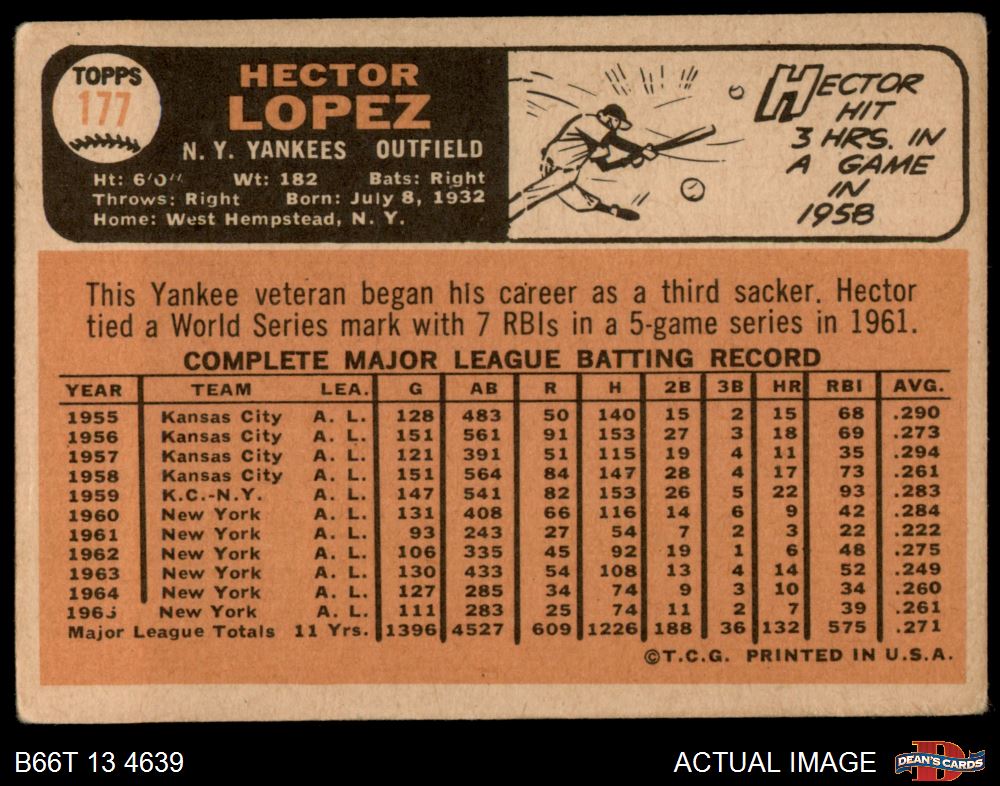 TOPPS
177
HECTOR
LOPEZ
N. Y. YANKEES OUTFIELD
Ht: 6'0" Wt: 182 Bats: Right
Throws: Right Born: July 8, 1932
Home: West Hempstead, N. Y.
HECTOR
HIT
3 HRS. IN
A GAME
IN
1958
This Yankee veteran began his career as a third sacker. Hector
tied a World Series mark with 7 RBIs in a 5-game series in 1961.
COMPLETE MAJOR LEAGUE BATTING RECORD
YEAR TEAM LEA. G AB R H 2B 3B HR RBI AVG.
1955 Kansas City A. L. 128 483 50 140 15 2 15 68 .290
1956 Kansas City A. L. 151 561 91 153 27 3 18 69 .273
1957 Kansas City A. L. 121 391 51 115 19 4 11 35 .294
1958 Kansas City A. L. 151 564 84 147 28 4 17 73 .261
1959 K.C.-N.Y. A. L. 147 541 82 153 26 5 22 93 .283
1960 New York A. L. 131 408 66 116 14 6 9 42 .284
1961 New York A. L. 93 243 27 54 7 2 3 22 .222
1962 New York A. L. 106 335 45 92 19 1 6 48 .275
1963 New York A. L. 130 433 54 108 13 4 14 52 .249
1964 New York A. L. 127 285 34 74 9 3 10 34 .260
1965 New York A. L. 111 283 25 74 11 2 7 39 .261
Major League Totals 11 Yrs. 1396 4527 609 1226 188 36 132 575 .271
©T.C.G. PRINTED IN U.S.A.
B66T 13 4639
ACTUAL IMAGE
D
DEAN'S CARDS